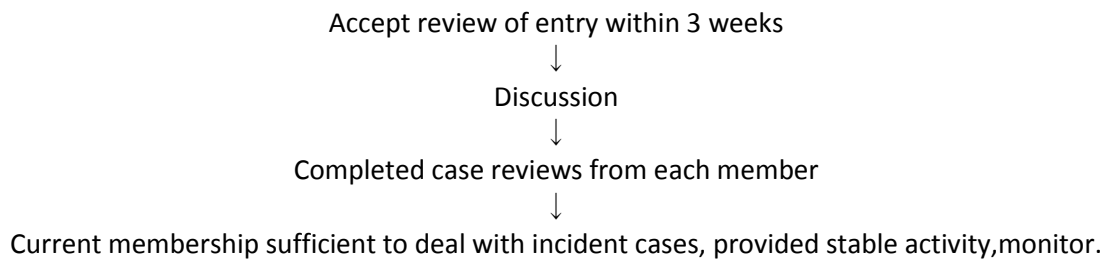 Accept review of entry within 3 weeks
↓
Discussion
↓
Completed case reviews from each member
↓
Current membership sufficient to deal with incident cases, provided stable activity,monitor.